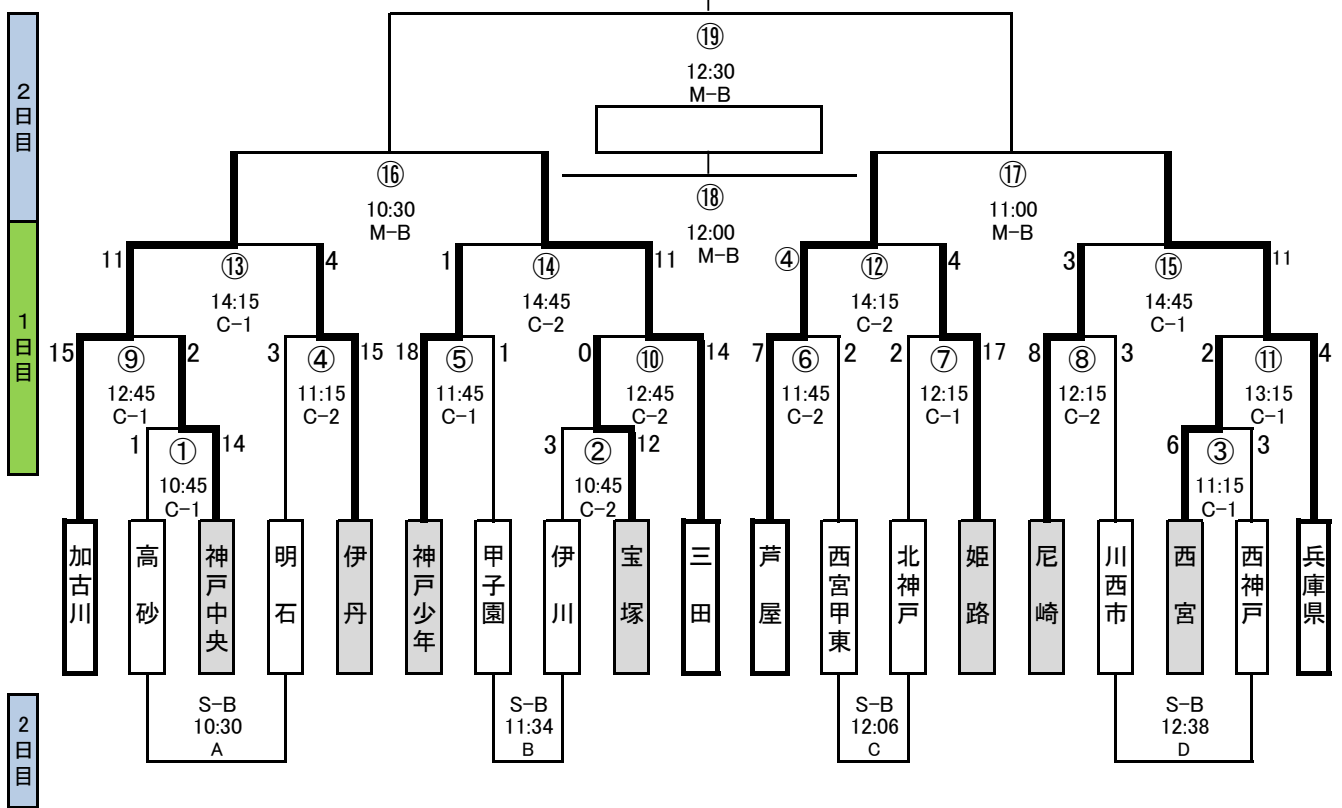 2日目
⑲
12:30
M-B
⑯
10:30
M-B
⑱
12:00
M-B
⑰
11:00
M-B
1日目
11
⑬
4
14:15
C-1
1
⑭
11
14:45
C-2
④
⑫
4
14:15
C-2
3
⑮
11
14:45
C-1
15
⑨
2
12:45
C-1
3
④
15
11:15
C-2
18
⑤
1
11:45
C-1
0
⑩
14
12:45
C-2
7
⑥
2
11:45
C-2
2
⑦
17
12:15
C-1
8
⑧
3
12:15
C-2
2
⑪
4
13:15
C-1
1
①
14
10:45
C-1
3
②
12
10:45
C-2
6
③
3
11:15
C-1
加古川
高砂
神戸中央
明石
伊丹
神戸少年
甲子園
伊川
宝塚
三田
芦屋
西宮甲東
北神戸
姫路
尼崎
川西市
西宮
西神戸
兵庫県
2日目
S-B
10:30
A
S-B
11:34
B
S-B
12:06
C
S-B
12:38
D